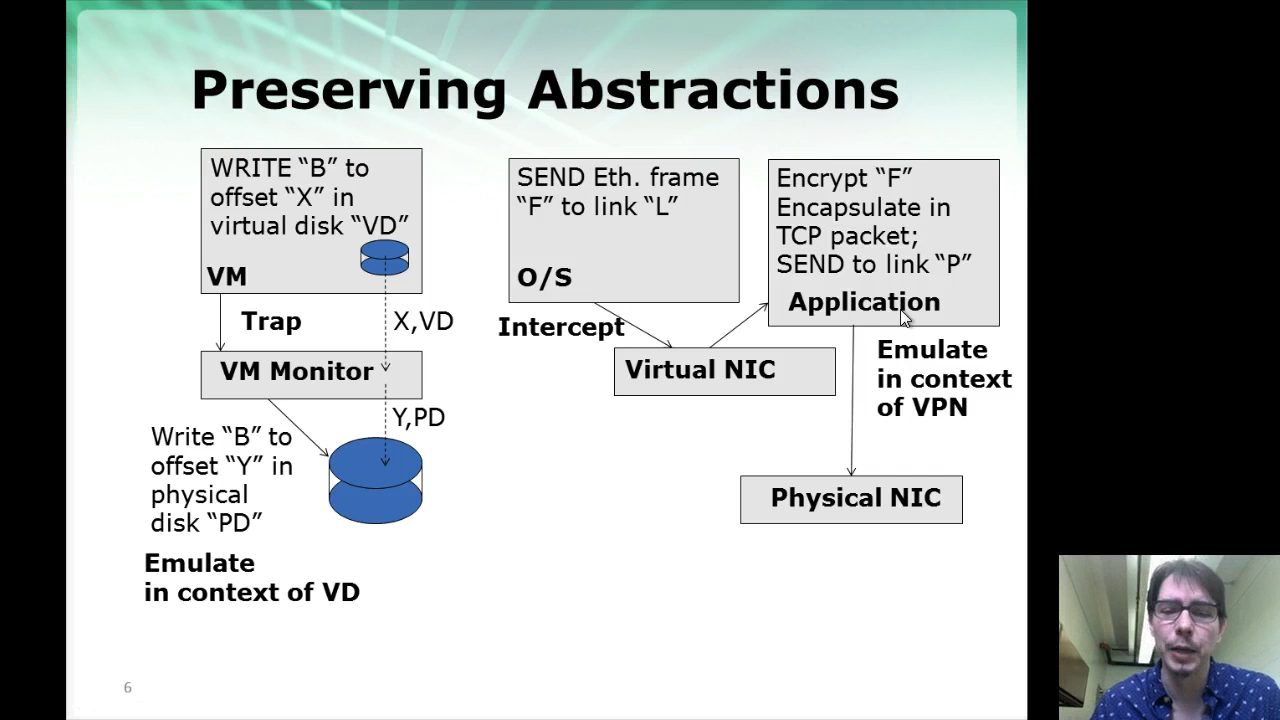 Preserving Abstractions
WRITE “B” to
offset “X” in
virtual disk “VD”
VM
Trap
X,VD
VM Monitor
Y,PD
Write “B” to
offset “Y” in
physical
disk “PD”
Emulate
in context of VD
SEND Eth. frame
“F” to link “L”
O/S
Intercept
Virtual NIC
Encrypt “F”
Encapsulate in
TCP packet;
SEND to link “P”
Application
Emulate
in context
of VPN
Physical NIC
6